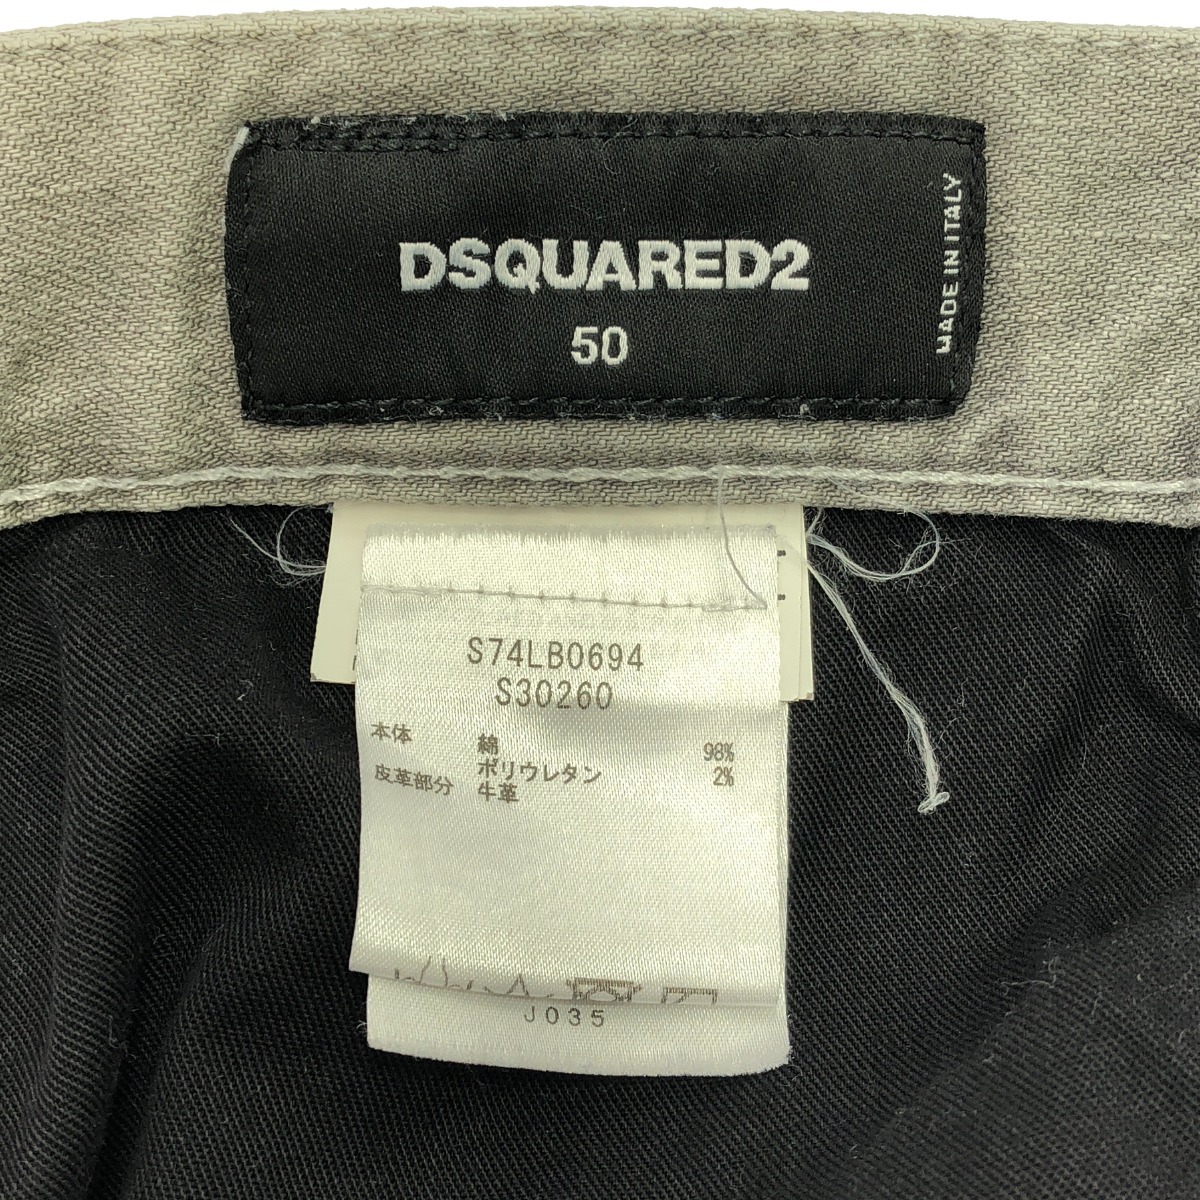 DSQUARED2
50
MADE IN ITALY
S74LB0694
S30260
本体 綿 98%
ポリウレタン 2%
皮革部分 牛革
J035